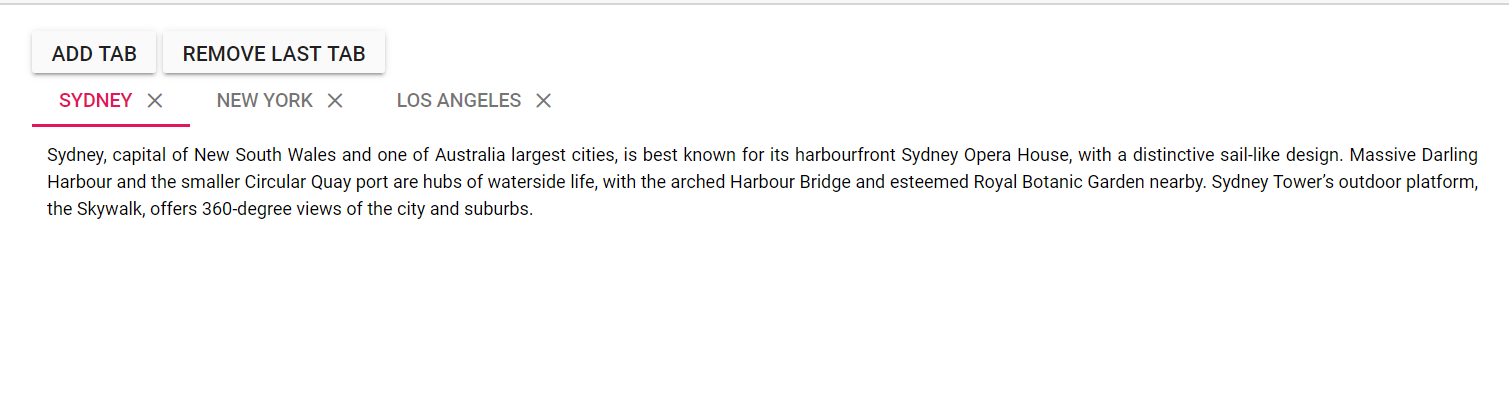 ADD TAB REMOVE LAST TAB
SYDNEY NEW YORK LOS ANGELES
Sydney, capital of New South Wales and one of Australia largest cities, is best known for its harbourfront Sydney Opera House, with a distinctive sail-like design. Massive Darling
Harbour and the smaller Circular Quay port are hubs of waterside life, with the arched Harbour Bridge and esteemed Royal Botanic Garden nearby. Sydney Tower’s outdoor platform,
the Skywalk, offers 360-degree views of the city and suburbs.